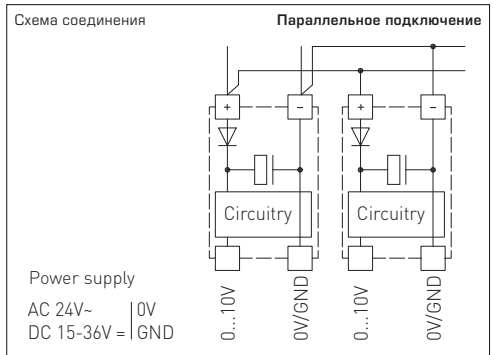 Схема соединения
Параллельное подключение
+ − + −
Circuitry Circuitry
Power supply
AC 24V~ 0V
DC 15-36V = GND
0...10V
0V/GND
0...10V
0V/GND